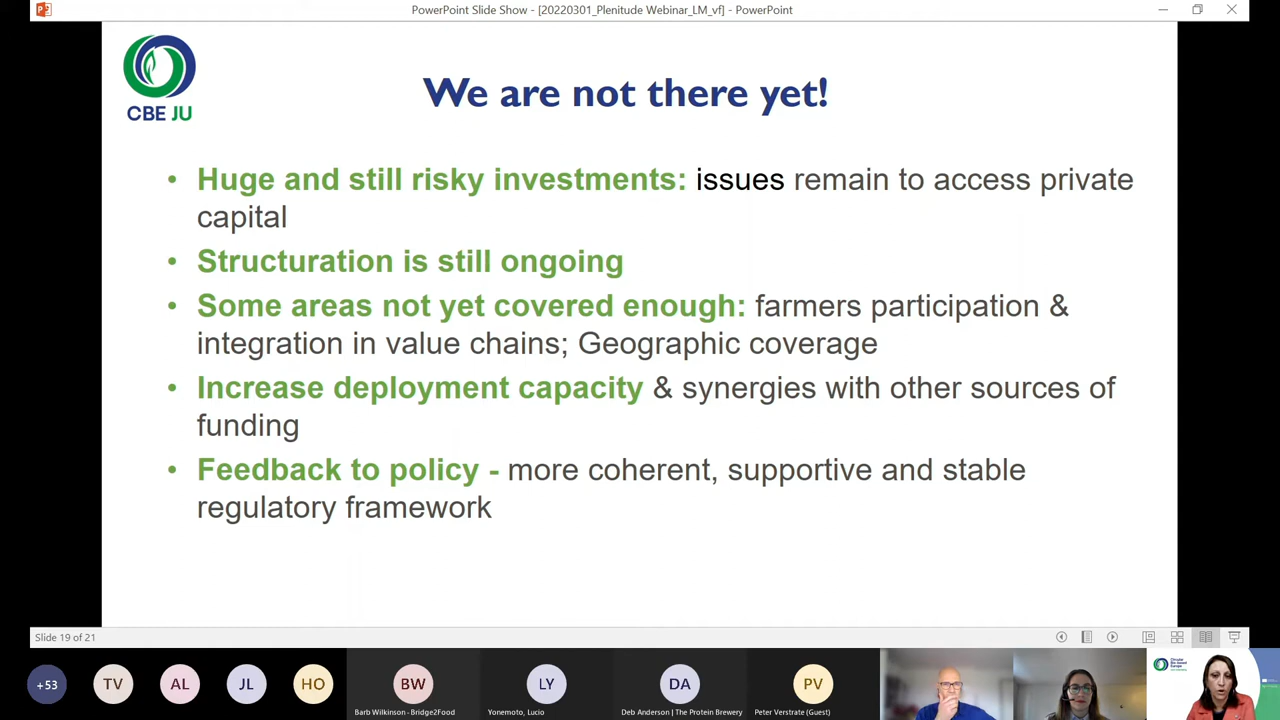 PowerPoint Slide Show - [20220301_Plenitude Webinar_LM_vf] - PowerPoint
CBE JU
We are not there yet!
• Huge and still risky investments: issues remain to access private
capital
• Structuration is still ongoing
• Some areas not yet covered enough: farmers participation &
integration in value chains; Geographic coverage
• Increase deployment capacity & synergies with other sources of
funding
• Feedback to policy - more coherent, supportive and stable
regulatory framework
Slide 19 of 21
+53
TV
AL
JL
HO
BW
LY
DA
PV
Barb Wilkinson - Bridge2Food
Yonemoto, Lucio
Deb Anderson | The Protein Brewery
Peter Verstrate (Guest)
Circular
Bio-based
Europe